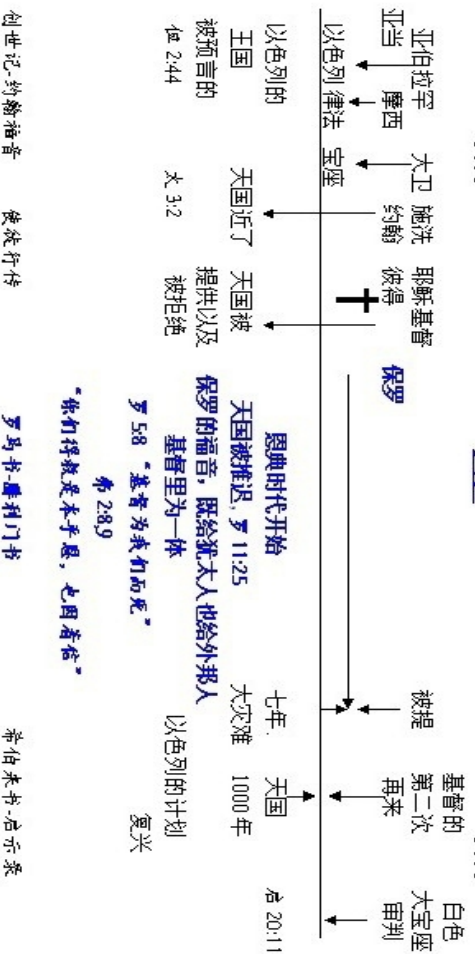 亚伯拉罕
亚当
摩西
大卫
施洗
约翰
耶稣基督
彼得
保罗
被提
基督的
第二次
再来
白色
大宝座
审判
以色列 律法 宝座
以色列的
王国
被预言的
但 2:44
天国近了
太 3:2
天国被
提供以及
被拒绝
恩典时代开始
天国被推迟, 罗 11:25
保罗的福音，既给犹太人也给外邦人
基督里为一体
罗 5:8 “基督为我们而死”
弗 2:8,9
“你们得救是本乎恩，也因着信”
七年.
大灾难
天国
1000 年
以色列的计划
复兴
启 20:11
创世记-约翰福音
使徒行传
罗马书-腓利门书
希伯来书-启示录